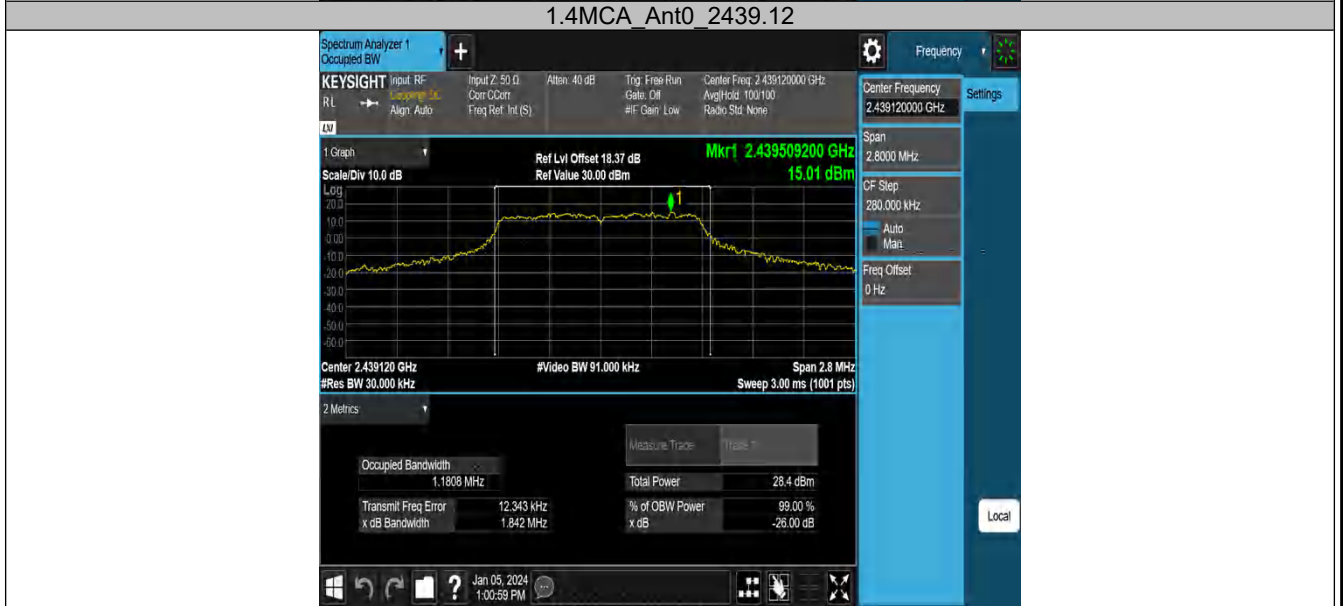 1.4MCA_Ant0_2439.12
Spectrum Analyzer 1
Occupied BW
+
Frequency
KEYSIGHT
RL
Input: RF
Align: Auto
Input Z: 50 Ω
Corr CCorr
Freq Ref: Int (S)
Atten: 40 dB
Trig: Free Run
Gate: Off
#IF Gain: Low
Center Freq: 2.439120000 GHz
Avg|Hold: 100/100
Radio Std: None
LXI
Center Frequency
2.439120000 GHz
Settings
Span
2.8000 MHz
CF Step
280.000 kHz
Auto
Man
Freq Offset
0 Hz
1 Graph
Scale/Div 10.0 dB
Ref Lvl Offset 18.37 dB
Ref Value 30.00 dBm
Mkr1 2.439509200 GHz
15.01 dBm
Log
20.0
10.0
0.00
-10.0
-20.0
-30.0
-40.0
-50.0
-60.0
1
Center 2.439120 GHz
#Res BW 30.000 kHz
#Video BW 91.000 kHz
Span 2.8 MHz
Sweep 3.00 ms (1001 pts)
2 Metrics
Measure Trace
Trace 1
Occupied Bandwidth
1.1808 MHz
Total Power 28.4 dBm
Transmit Freq Error 12.343 kHz
x dB Bandwidth 1.842 MHz
% of OBW Power 99.00 %
x dB -26.00 dB
Local
?
Jan 05, 2024
1:00:59 PM